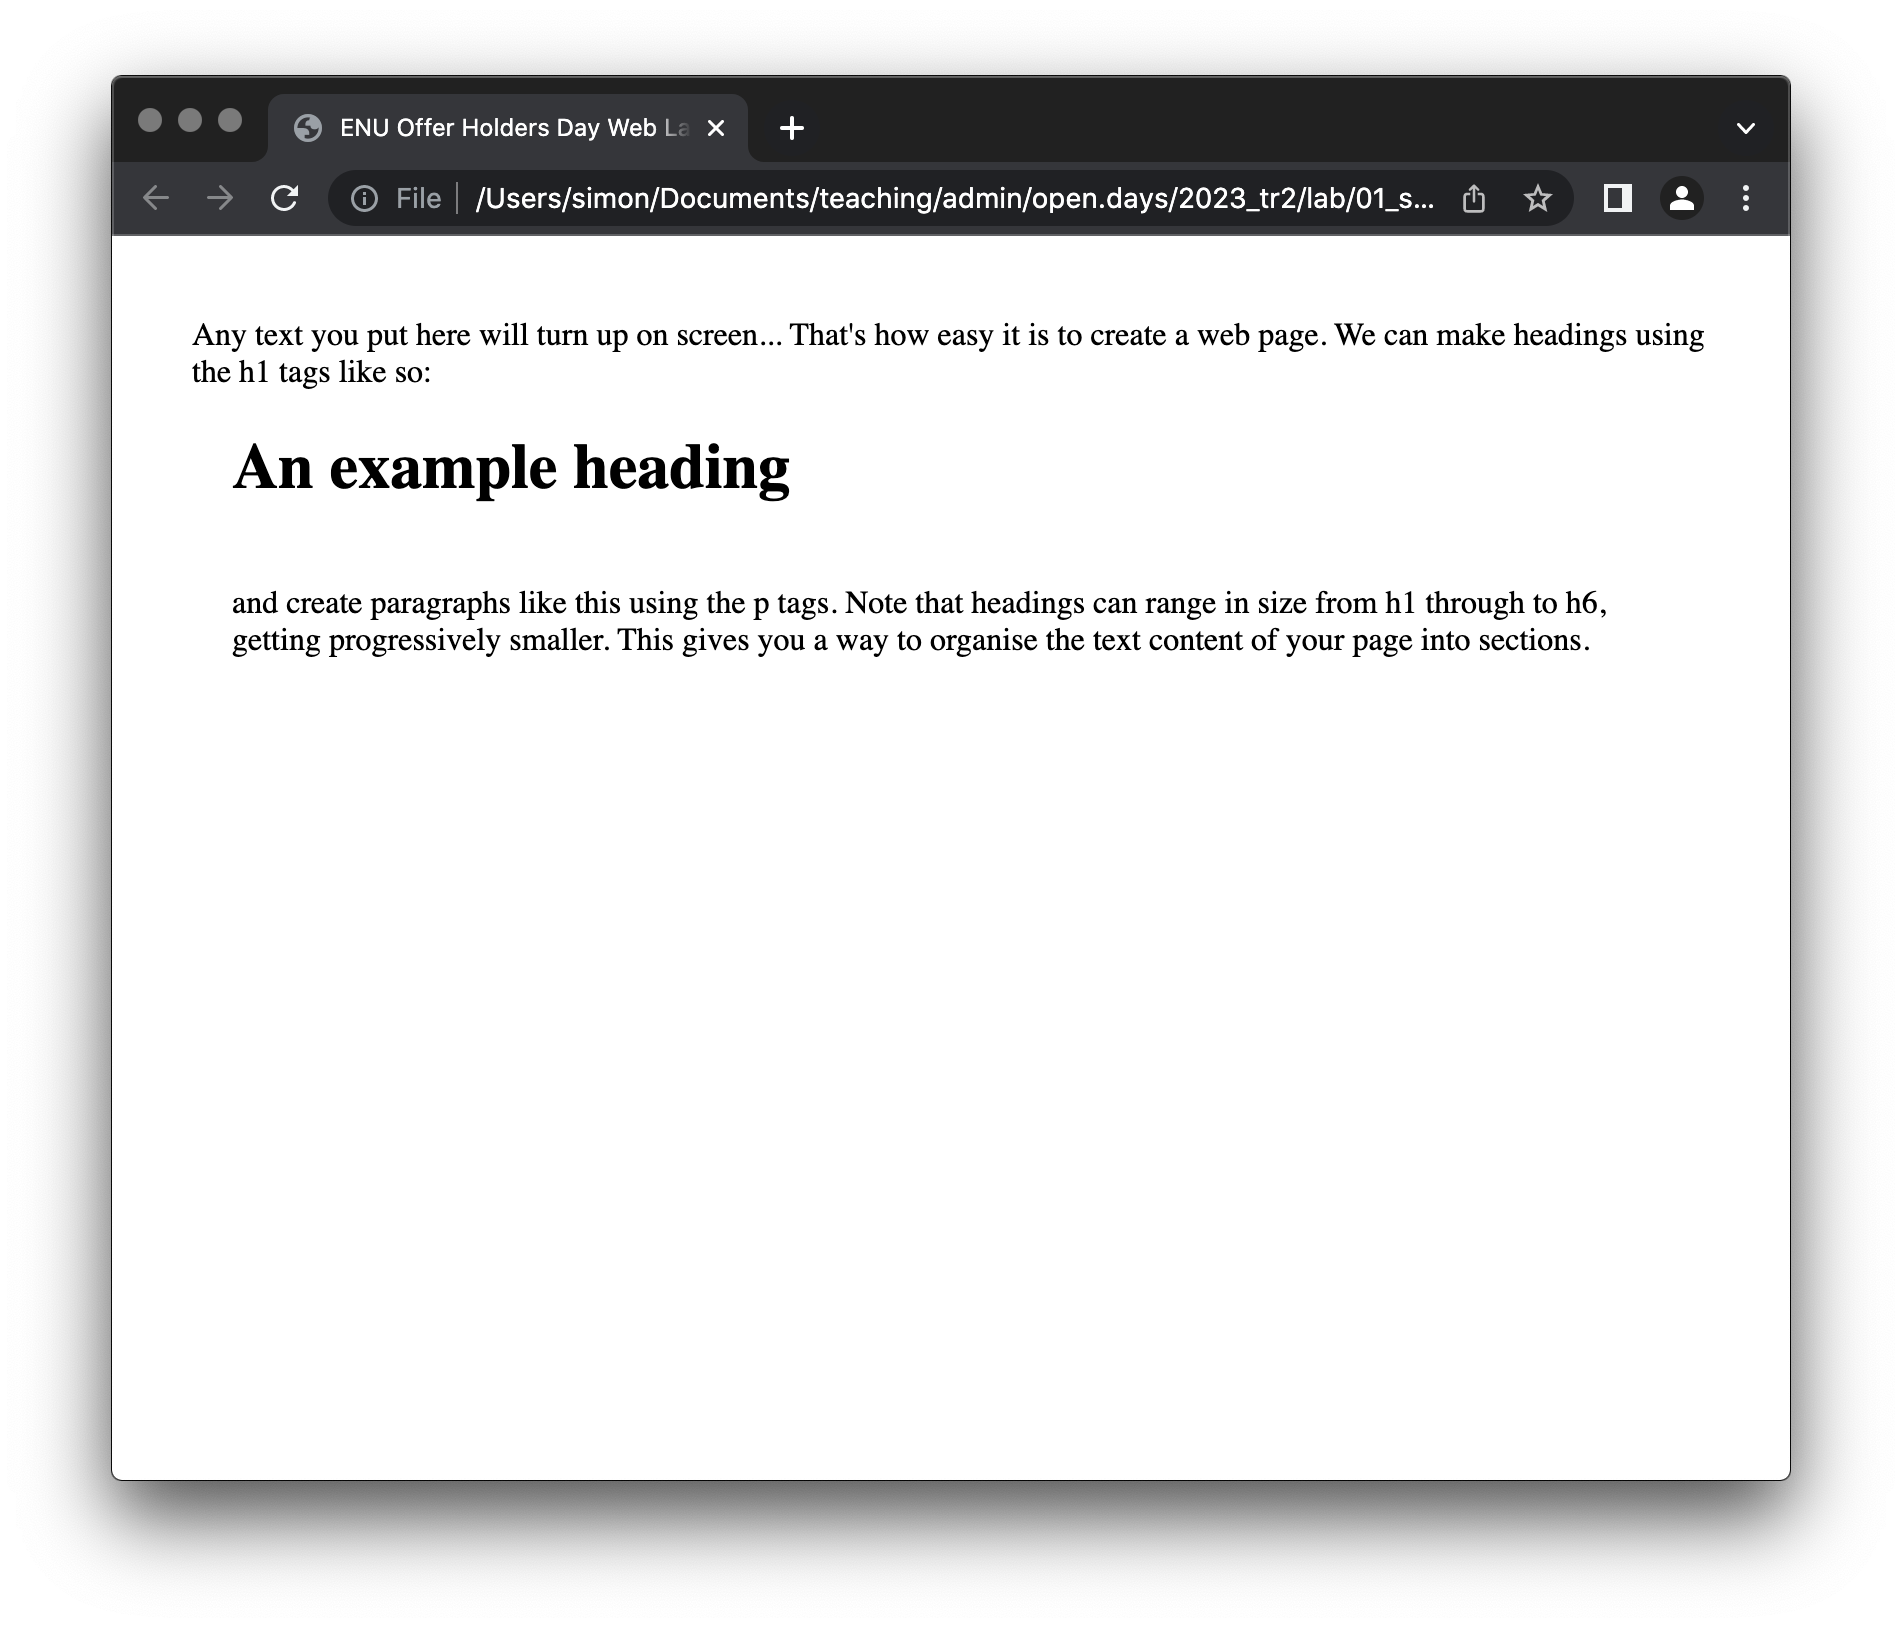 ENU Offer Holders Day Web La
File /Users/simon/Documents/teaching/admin/open.days/2023_tr2/lab/01_s...
Any text you put here will turn up on screen... That's how easy it is to create a web page. We can make headings using
the h1 tags like so:
An example heading
and create paragraphs like this using the p tags. Note that headings can range in size from h1 through to h6,
getting progressively smaller. This gives you a way to organise the text content of your page into sections.